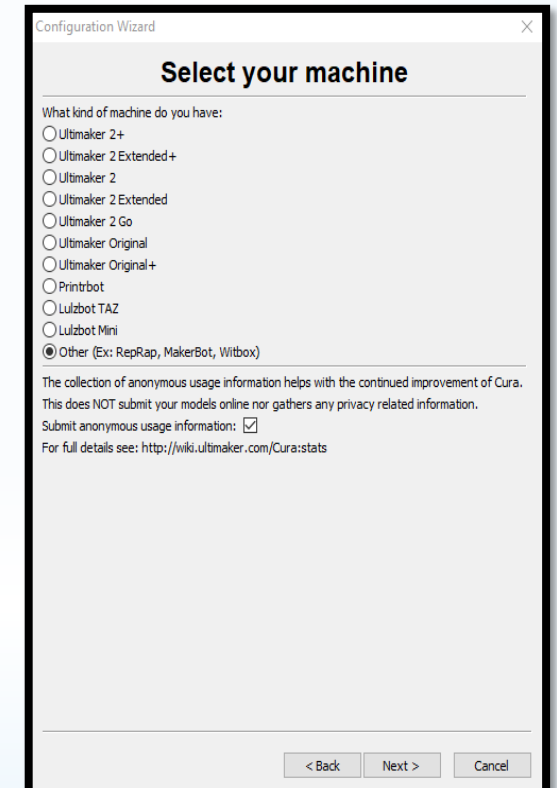 Configuration Wizard
Select your machine
What kind of machine do you have:
Ultimaker 2+
Ultimaker 2 Extended+
Ultimaker 2
Ultimaker 2 Extended
Ultimaker 2 Go
Ultimaker Original
Ultimaker Original+
Printrbot
Lulzbot TAZ
Lulzbot Mini
Other (Ex: RepRap, MakerBot, Witbox)
The collection of anonymous usage information helps with the continued improvement of Cura.
This does NOT submit your models online nor gathers any privacy related information.
Submit anonymous usage information:
For full details see: http://wiki.ultimaker.com/Cura:stats
< Back Next > Cancel